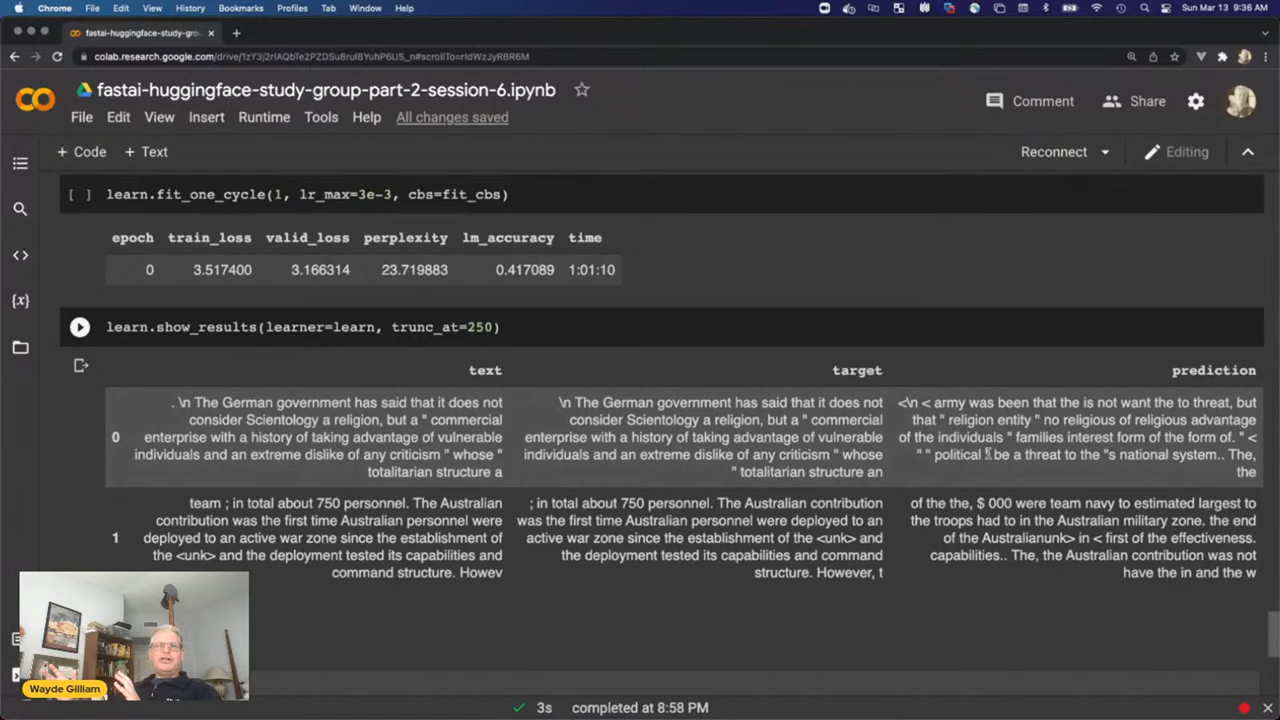 Chrome File Edit View History Bookmarks Profiles Tab Window Help Sun Mar 13 9:36 AM
fastai-huggingface-study-gro
colab.research.google.com/drive/1zY3j2rIAQbTe2PZDSu8rulBYuhP6US_n#scrollTo=rIdWzJyRBR6M
fastai-huggingface-study-group-part-2-session-6.ipynb
Comment Share
File Edit View Insert Runtime Tools Help All changes saved
+ Code + Text Reconnect Editing
[ ] learn.fit_one_cycle(1, lr_max=3e-3, cbs=fit_cbs)
epoch train_loss valid_loss perplexity lm_accuracy time
0 3.517400 3.166314 23.719883 0.417089 1:01:10
learn.show_results(learner=learn, trunc_at=250)
text target prediction
0
. \n The German government has said that it does not
consider Scientology a religion, but a " commercial
enterprise with a history of taking advantage of vulnerable
individuals and an extreme dislike of any criticism " whose "
totalitarian structure a
\n The German government has said that it does not
consider Scientology a religion, but a " commercial
enterprise with a history of taking advantage of vulnerable
individuals and an extreme dislike of any criticism " whose
" totalitarian structure an
<\n < army was been that the is not want the to threat, but
that " religion entity " no religious of religious advantage
of the individuals " families interest form of the form of. " <
" " political be a threat to the "s national system.. The,
the
1
team ; in total about 750 personnel. The Australian
contribution was the first time Australian personnel were
deployed to an active war zone since the establishment of
the <unk> and the deployment tested its capabilities and
command structure. Howev
; in total about 750 personnel. The Australian contribution
was the first time Australian personnel were deployed to an
active war zone since the establishment of the <unk> and
the deployment tested its capabilities and command
structure. However, t
of the the, $ 000 were team navy to estimated largest to
the troops had to in the Australian military zone. the end
of the Australianunk> in < first of the effectiveness.
capabilities.. The, the Australian contribution was not
have the in and the w
Wayde Gilliam
3s completed at 8:58 PM